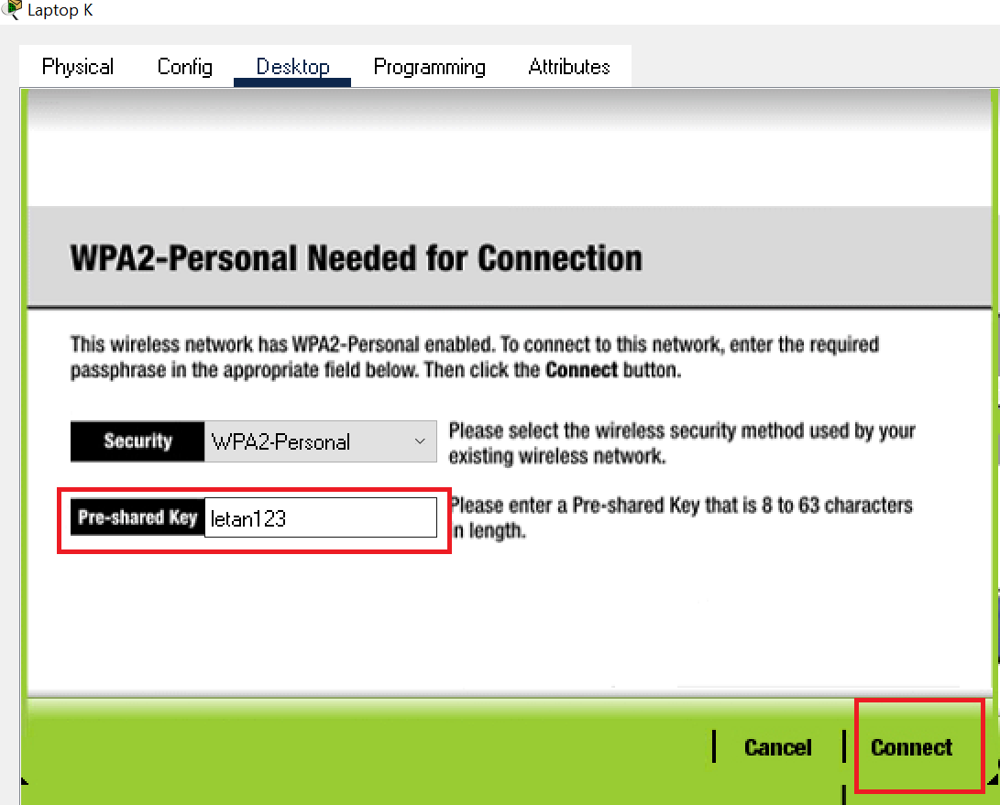 Laptop K
Physical Config Desktop Programming Attributes
WPA2-Personal Needed for Connection
This wireless network has WPA2-Personal enabled. To connect to this network, enter the required
passphrase in the appropriate field below. Then click the Connect button.
Security WPA2-Personal
Please select the wireless security method used by your
existing wireless network.
Pre-shared Key letan123
Please enter a Pre-shared Key that is 8 to 63 characters
in length.
Cancel Connect